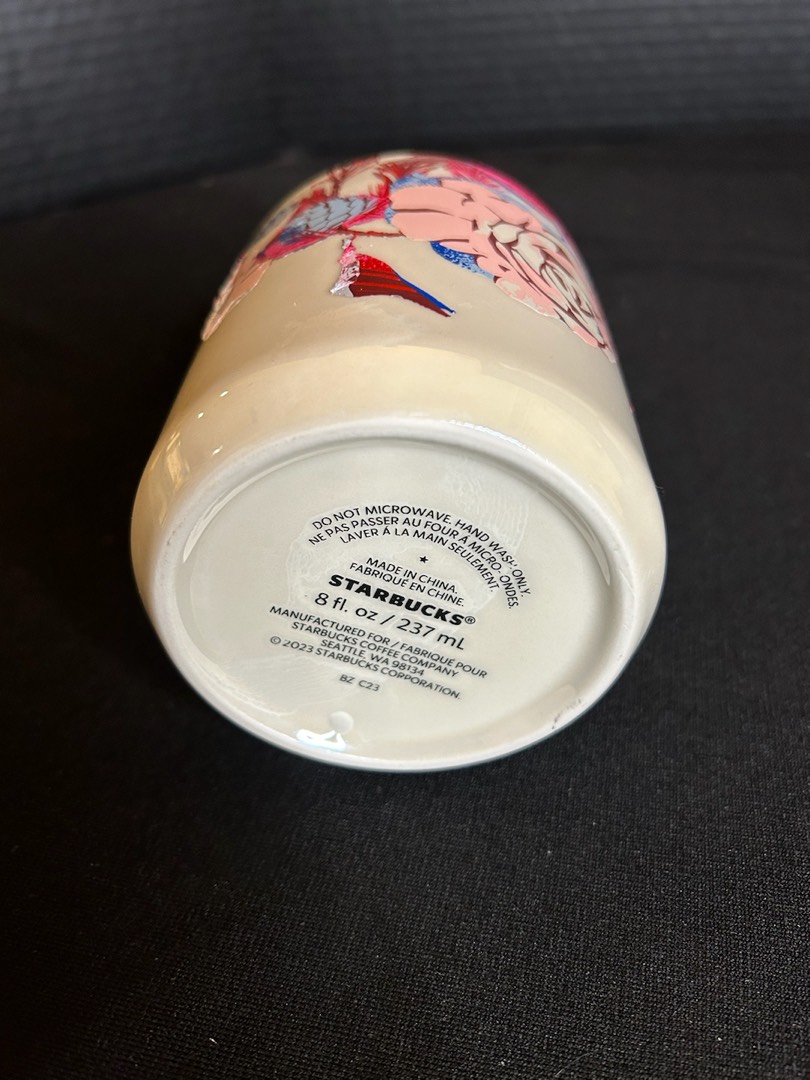 DO NOT MICROWAVE. HAND WASH ONLY.
NE PAS PASSER AU FOUR À MICRO-ONDES.
LAVER Á LA MAIN SEULEMENT.
MADE IN CHINA.
FABRIQUÉ EN CHINE.
STARBUCKS®
8 fl. oz / 237 mL
MANUFACTURED FOR / FABRIQUÉ POUR
STARBUCKS COFFEE COMPANY
SEATTLE, WA 98134
© 2023 STARBUCKS CORPORATION.
BZ C23